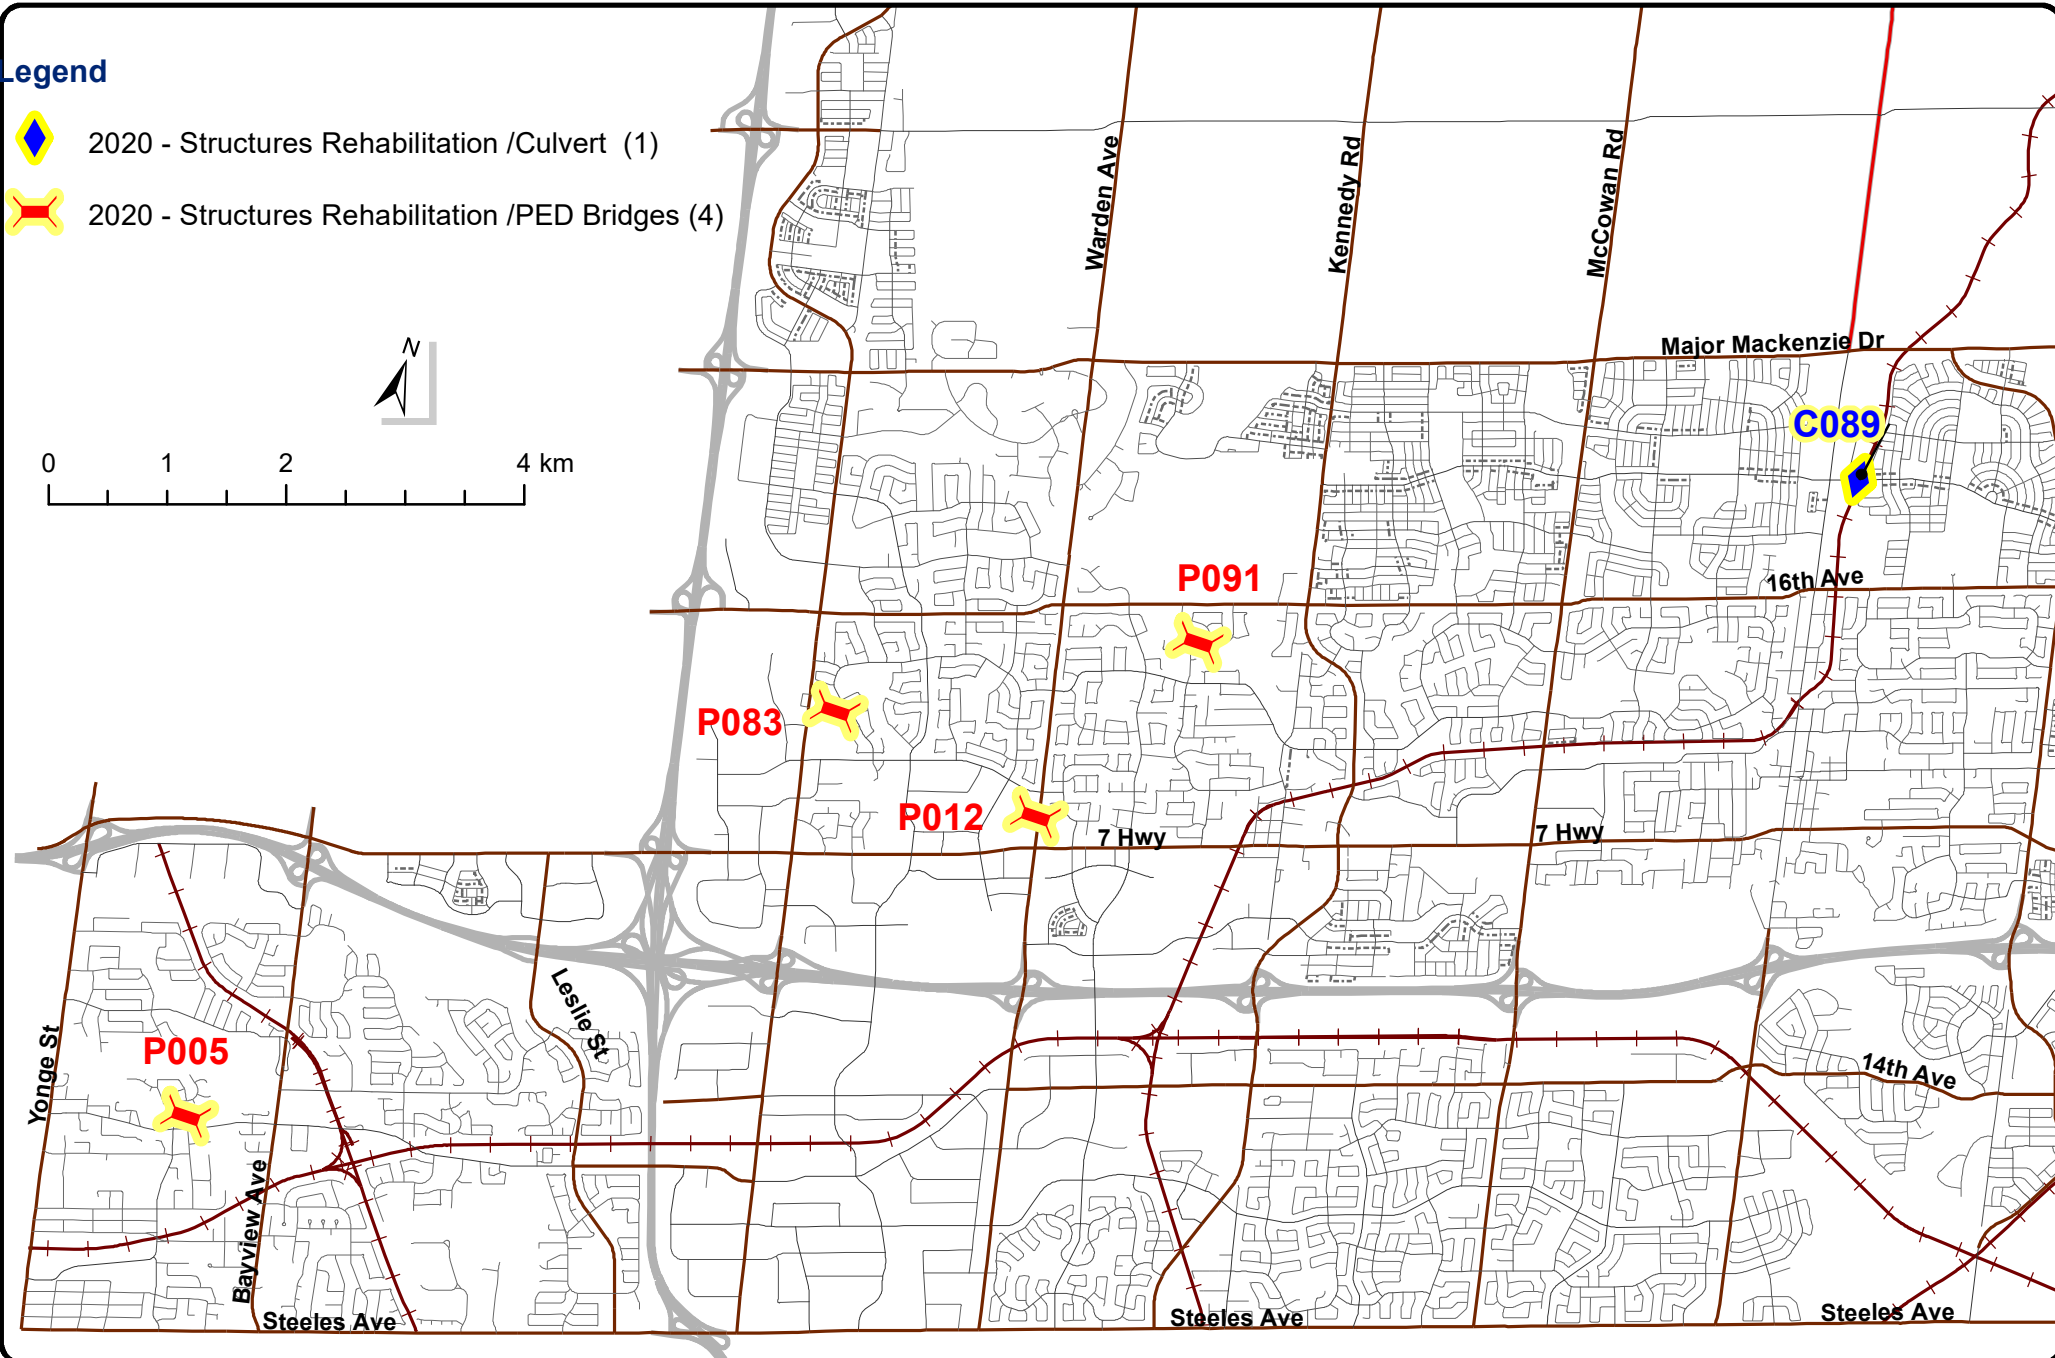 Legend
2020 - Structures Rehabilitation /Culvert (1)
2020 - Structures Rehabilitation /PED Bridges (4)
N
0 1 2 4 km
Warden Ave
Kennedy Rd
McCowan Rd
Major Mackenzie Dr
C089
16th Ave
P091
P083
P012
7 Hwy
7 Hwy
Leslie St
Yonge St
P005
14th Ave
Bayview Ave
Steeles Ave
Steeles Ave
Steeles Ave